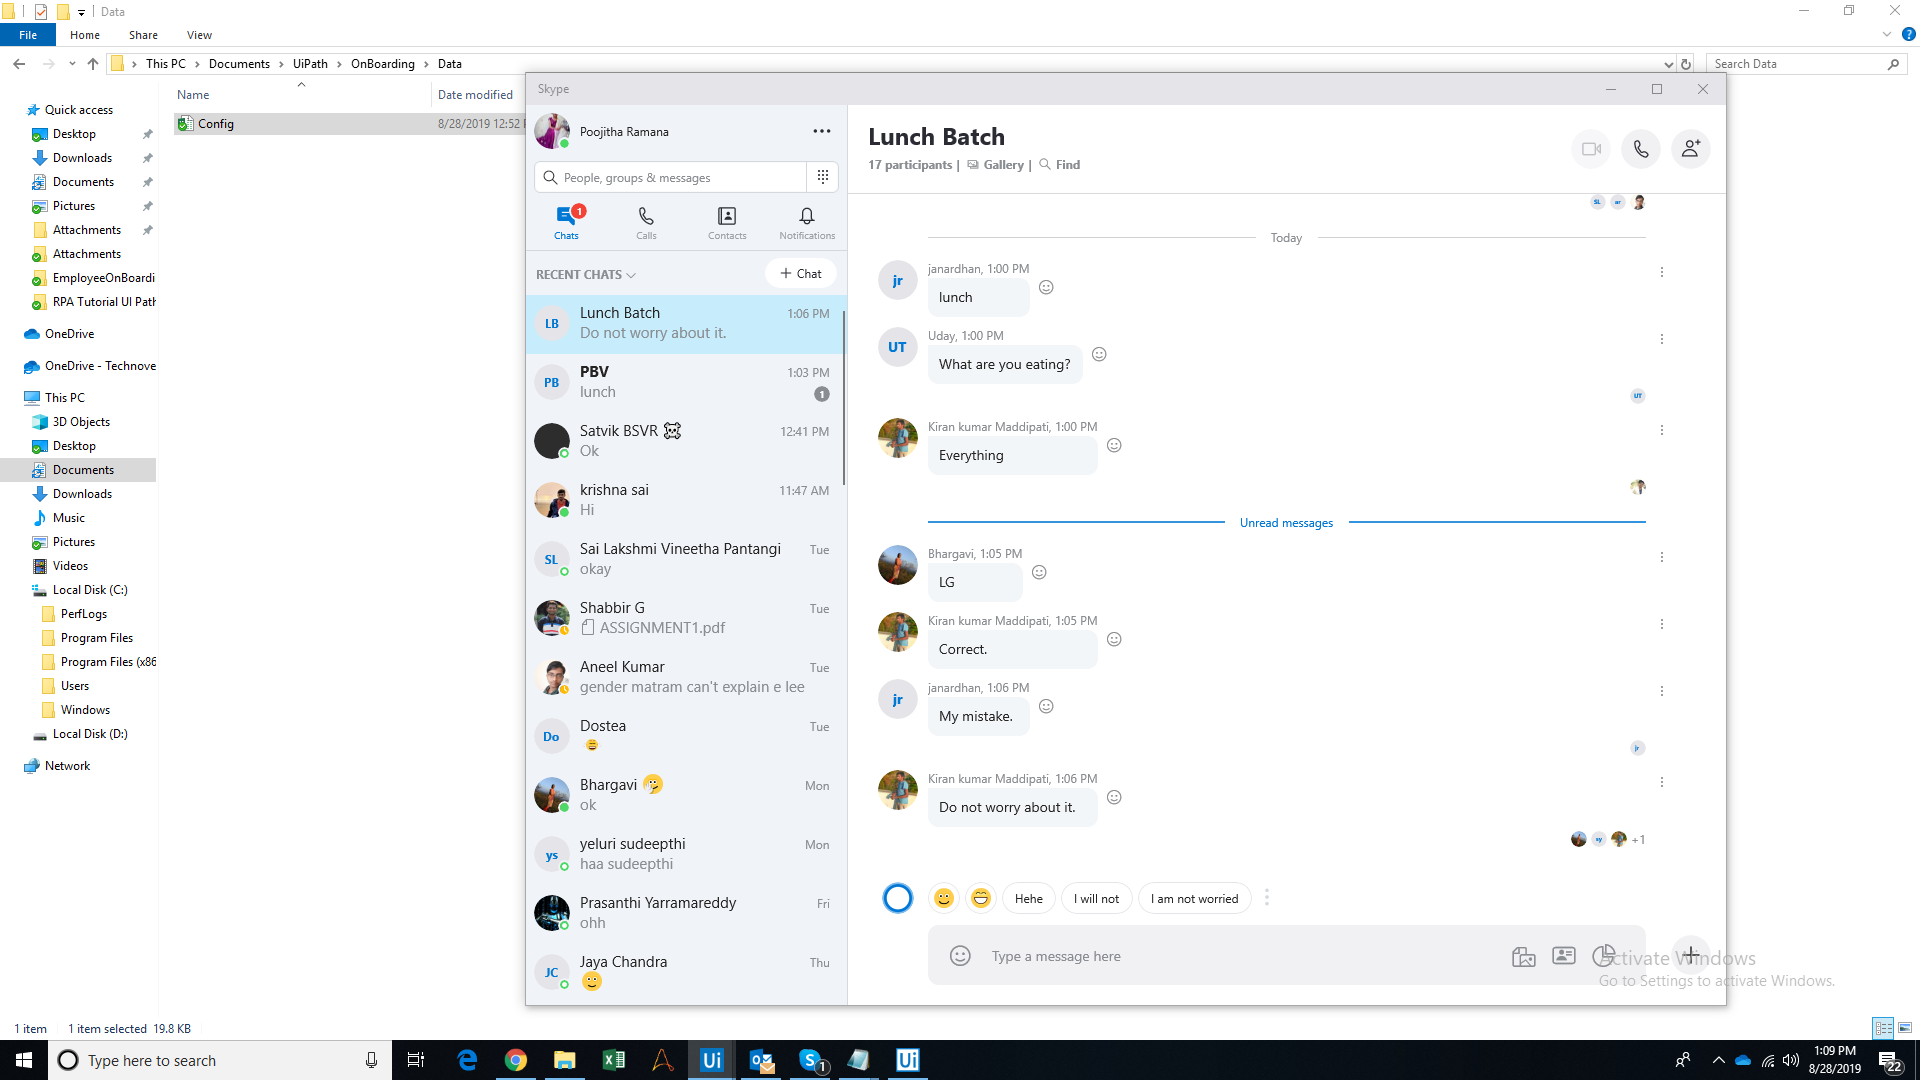 Data
File Home Share View
This PC Documents UiPath OnBoarding Data
Search Data
Name
Date modified
Config
8/28/2019 12:52
Quick access
Desktop
Downloads
Documents
Pictures
Attachments
Attachments
EmployeeOnBoardi
RPA Tutorial UI Path
OneDrive
OneDrive - Technove
This PC
3D Objects
Desktop
Documents
Downloads
Music
Pictures
Videos
Local Disk (C:)
PerfLogs
Program Files
Program Files (x86
Users
Windows
Local Disk (D:)
Network
1 item 1 item selected 19.8 KB
Skype
Poojitha Ramana
People, groups & messages
1
Chats Calls Contacts Notifications
RECENT CHATS
+ Chat
LB
Lunch Batch 1:06 PM
Do not worry about it.
PB
PBV 1:03 PM
lunch 1
Satvik BSVR 12:41 PM
Ok
krishna sai 11:47 AM
Hi
SL
Sai Lakshmi Vineetha Pantangi Tue
okay
Shabbir G Tue
ASSIGNMENT1.pdf
Aneel Kumar Tue
gender matram can't explain e lee
Do
Dostea Tue
Bhargavi Mon
ok
ys
yeluri sudeepthi Mon
haa sudeepthi
Prasanthi Yarramareddy Fri
ohh
JC
Jaya Chandra Thu
Lunch Batch
17 participants | Gallery | Find
SL ar
Today
jr
janardhan, 1:00 PM
lunch
UT
Uday, 1:00 PM
What are you eating?
UT
Kiran kumar Maddipati, 1:00 PM
Everything
Unread messages
Bhargavi, 1:05 PM
LG
Kiran kumar Maddipati, 1:05 PM
Correct.
jr
janardhan, 1:06 PM
My mistake.
jr
Kiran kumar Maddipati, 1:06 PM
Do not worry about it.
sy +1
Hehe I will not I am not worried
Type a message here
Activate Windows
Go to Settings to activate Windows.
Type here to search
Ui
S 1
Ui
1:09 PM
8/28/2019
22